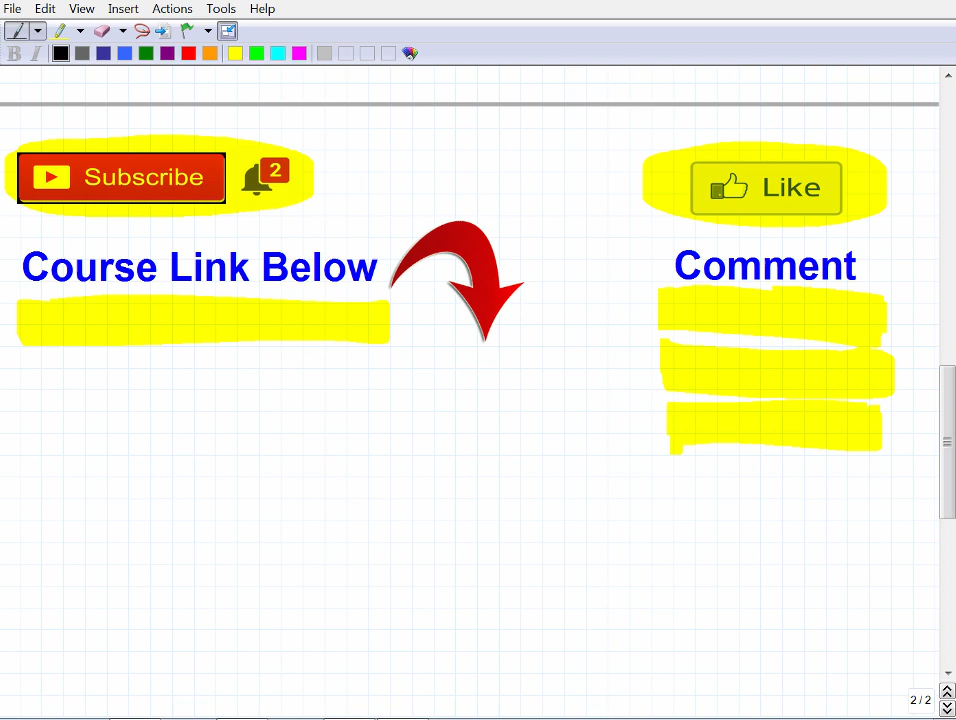 File Edit View Insert Actions Tools Help
B I
Subscribe 2
Like
Course Link Below
Comment
2 / 2